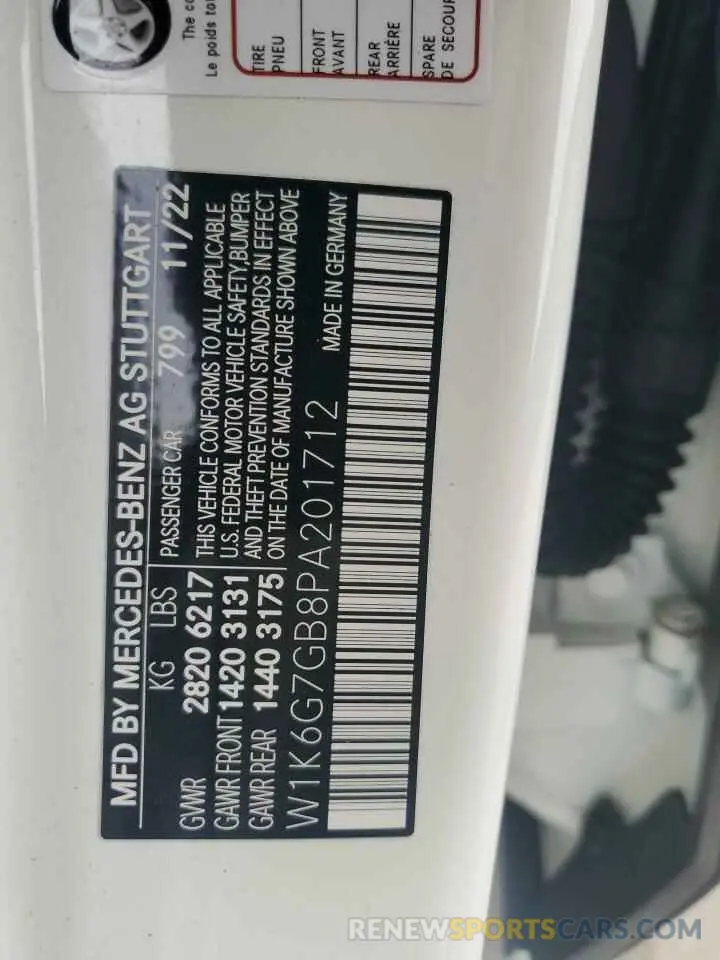 The co
Le poids to
TIRE
PNEU
FRONT
AVANT
REAR
ARRIÈRE
SPARE
DE SECOUR
MFD BY MERCEDES-BENZ AG STUTTGART
KG LBS PASSENGER CAR 799 11/22
GWWR 2820 6217 THIS VEHICLE CONFORMS TO ALL APPLICABLE
GAWR FRONT 1420 3131 U.S. FEDERAL MOTOR VEHICLE SAFETY,BUMPER
GAWR REAR 1440 3175 AND THEFT PREVENTION STANDARDS IN EFFECT
ON THE DATE OF MANUFACTURE SHOWN ABOVE
W1K6G7GB8PA201712 MADE IN GERMANY
RENEWSPORTSCARS.COM